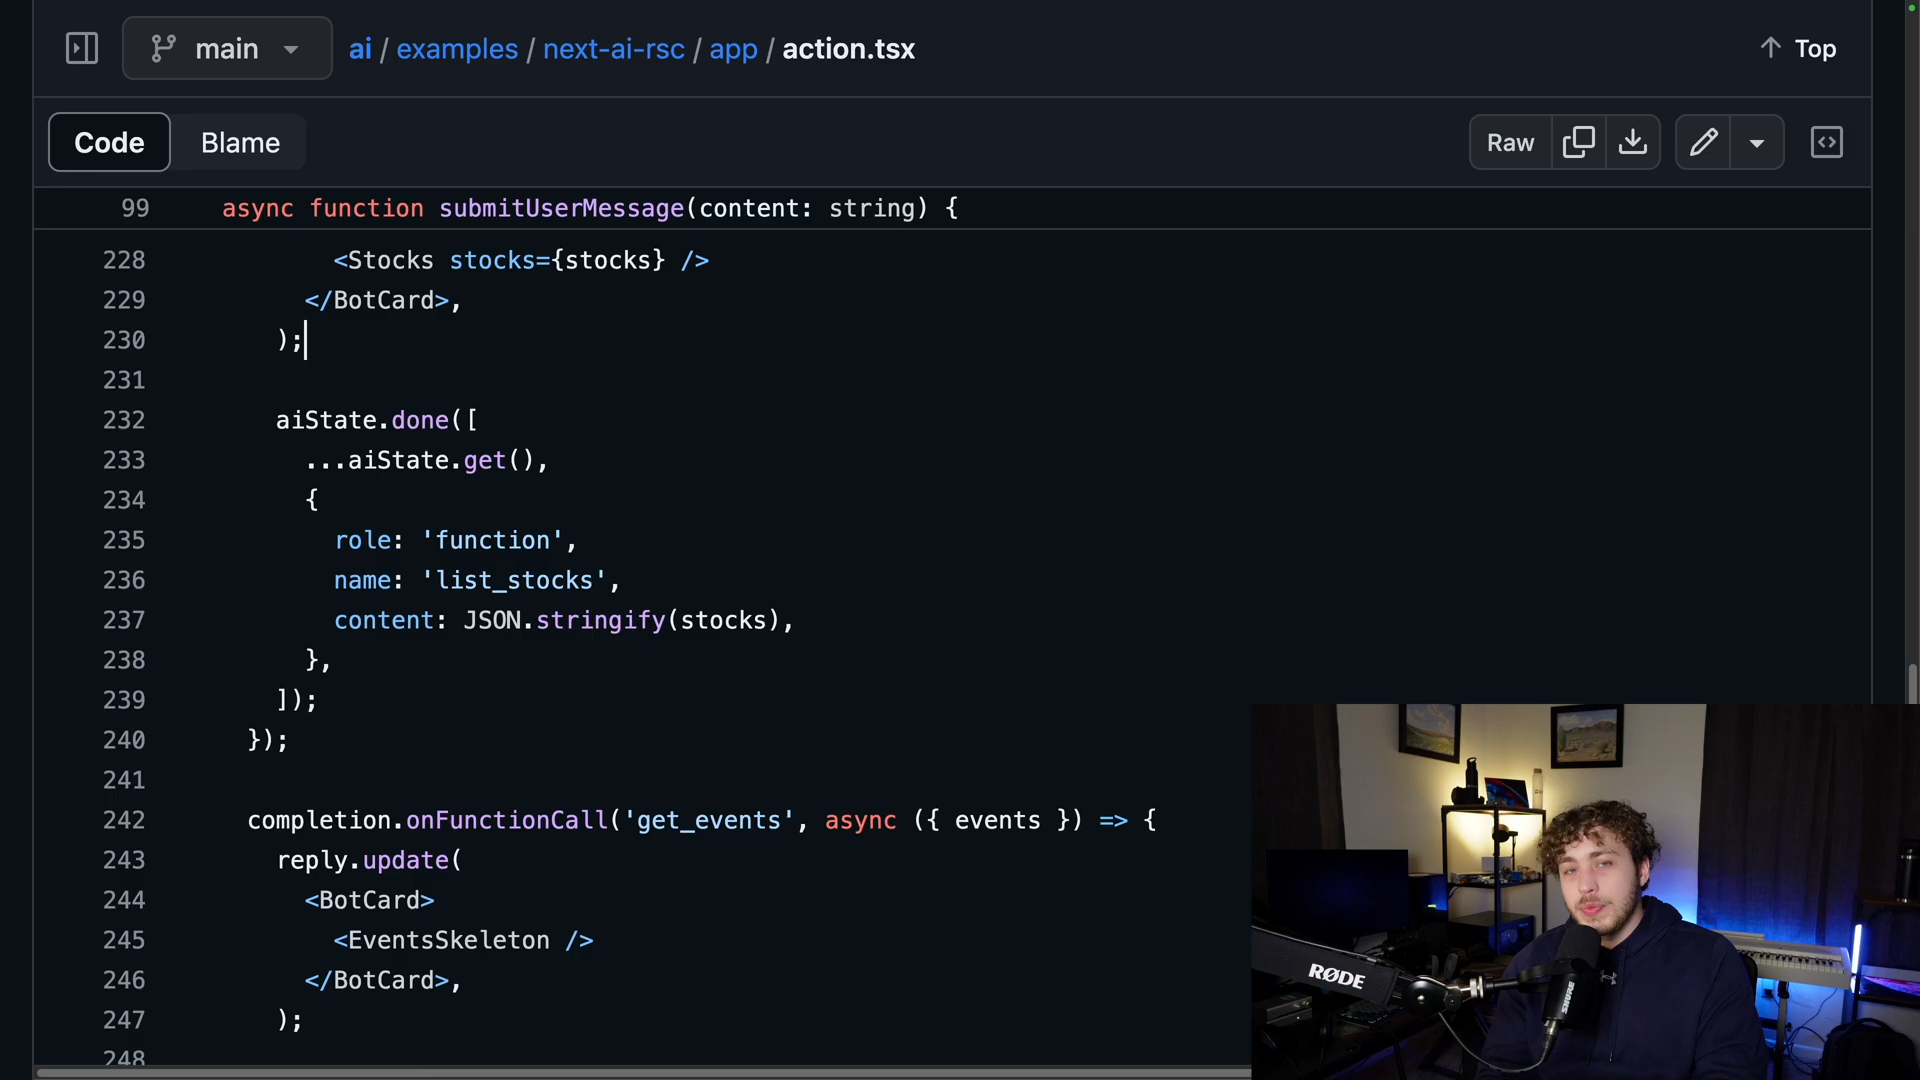 main
ai / examples / next-ai-rsc / app / action.tsx
Top
Code
Blame
Raw
99 async function submitUserMessage(content: string) {
228 <Stocks stocks={stocks} />
229 </BotCard>,
230 );
231
232 aiState.done([
233 ...aiState.get(),
234 {
235 role: 'function',
236 name: 'list_stocks',
237 content: JSON.stringify(stocks),
238 },
239 ]);
240 });
241
242 completion.onFunctionCall('get_events', async ({ events }) => {
243 reply.update(
244 <BotCard>
245 <EventsSkeleton />
246 </BotCard>,
247 );
248
RØDE
SHURE